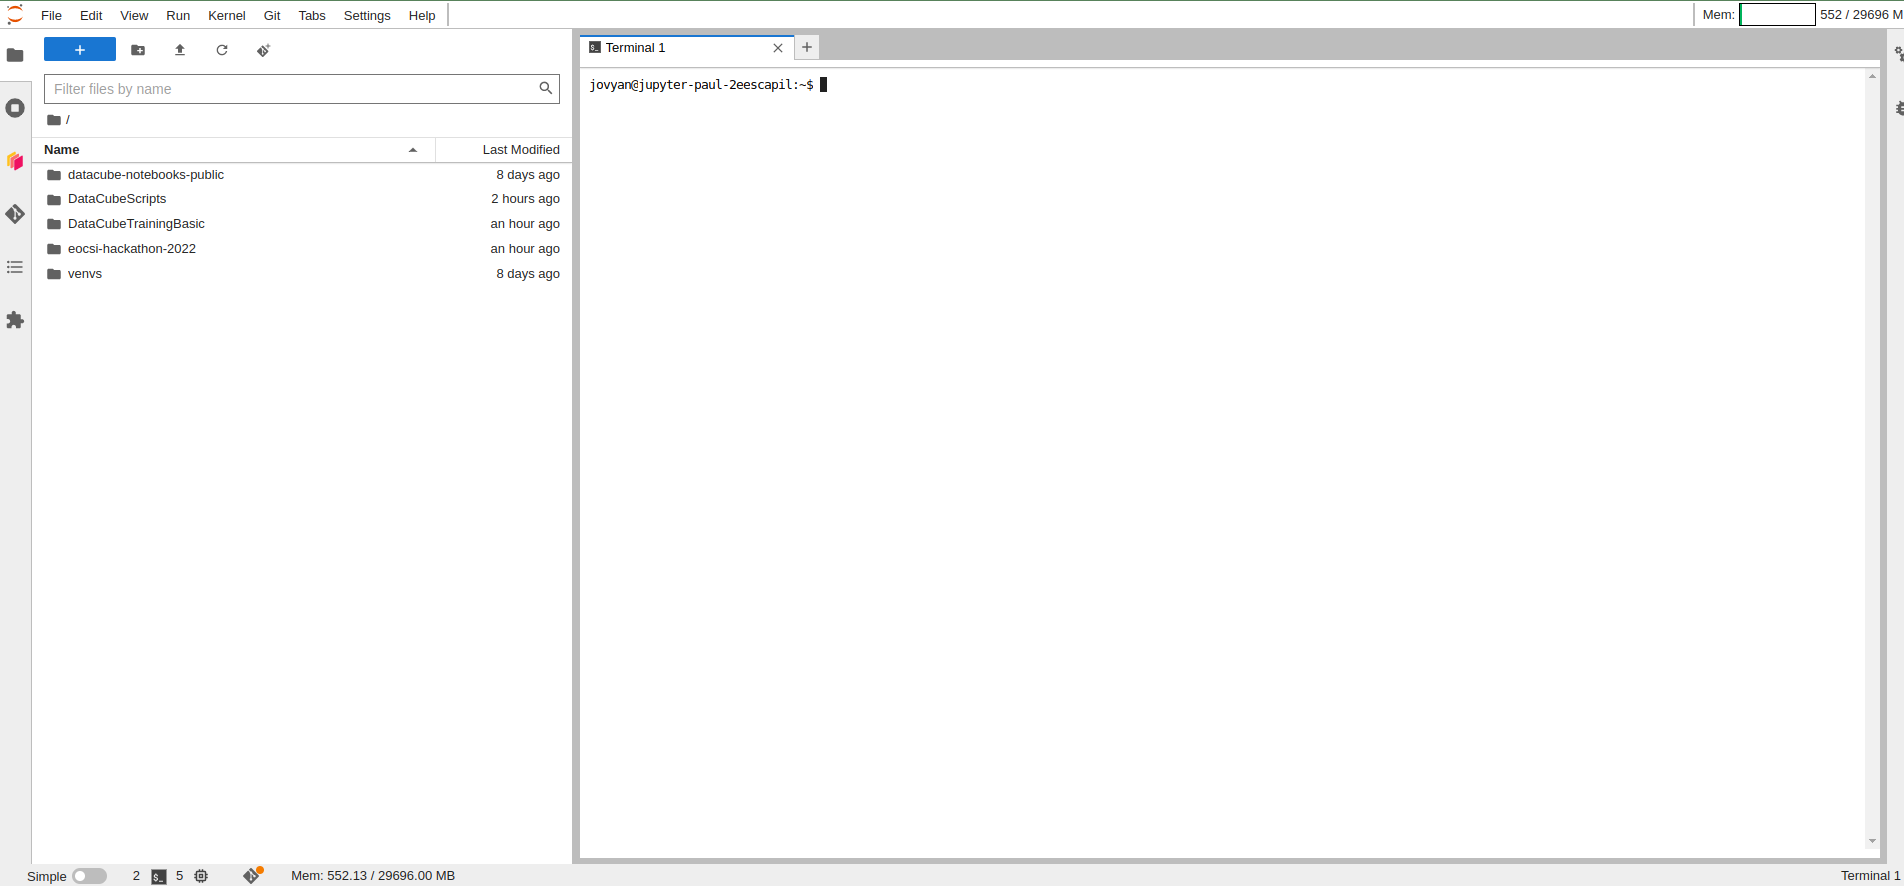 File Edit View Run Kernel Git Tabs Settings Help
Mem: 552 / 29696 M
+
Filter files by name
/
Name Last Modified
datacube-notebooks-public 8 days ago
DataCubeScripts 2 hours ago
DataCubeTrainingBasic an hour ago
eocsi-hackathon-2022 an hour ago
venvs 8 days ago
Terminal 1
jovyan@jupyter-paul-2eescapil:~$
Simple 2 $_ 5 Mem: 552.13 / 29696.00 MB Terminal 1